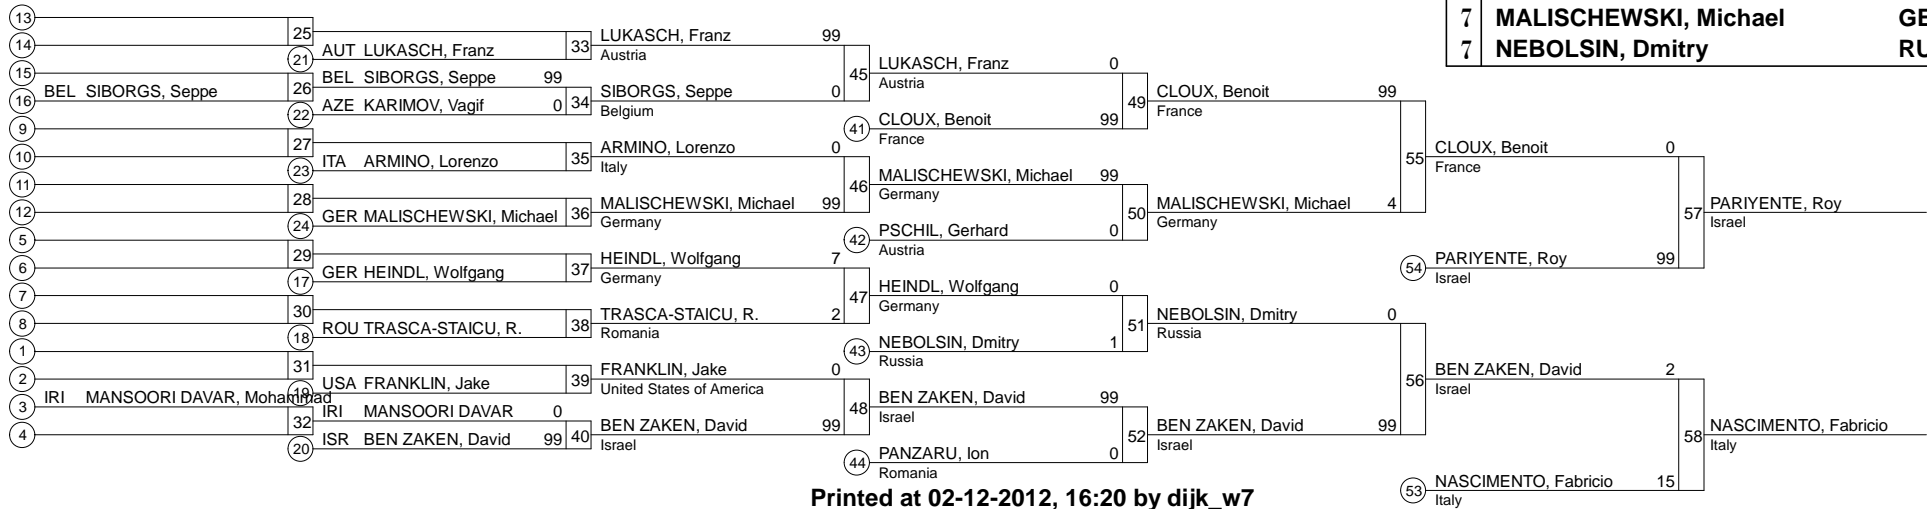 7 MALISCHEWSKI, Michael GE
7 NEBOLSIN, Dmitry RU
13
14
15
16 BEL SIBORGS, Seppe
9
10
11
12
5
6
7
8
1
2
3 IRI MANSOORI DAVAR, Mohammad
4
25
21 AUT LUKASCH, Franz
BEL SIBORGS, Seppe 99
26
22 AZE KARIMOV, Vagif 0
27
23 ITA ARMINO, Lorenzo
28
24 GER MALISCHEWSKI, Michael
29
17 GER HEINDL, Wolfgang
30
18 ROU TRASCA-STAICU, R.
31
19 USA FRANKLIN, Jake
IRI MANSOORI DAVAR 0
32
20 ISR BEN ZAKEN, David 99
33 LUKASCH, Franz 99
Austria
34 SIBORGS, Seppe 0
Belgium
35 ARMINO, Lorenzo 0
Italy
36 MALISCHEWSKI, Michael 99
Germany
37 HEINDL, Wolfgang 7
Germany
38 TRASCA-STAICU, R. 2
Romania
39 FRANKLIN, Jake 0
United States of America
40 BEN ZAKEN, David 99
Israel
45 LUKASCH, Franz 0
Austria
41 CLOUX, Benoit 99
France
46 MALISCHEWSKI, Michael 99
Germany
42 PSCHIL, Gerhard 0
Austria
47 HEINDL, Wolfgang 0
Germany
43 NEBOLSIN, Dmitry 1
Russia
48 BEN ZAKEN, David 99
Israel
44 PANZARU, Ion 0
Romania
49 CLOUX, Benoit 99
France
50 MALISCHEWSKI, Michael 4
Germany
51 NEBOLSIN, Dmitry 0
Russia
52 BEN ZAKEN, David 99
Israel
55 CLOUX, Benoit 0
France
54 PARIYENTE, Roy 99
Israel
56 BEN ZAKEN, David 2
Israel
53 NASCIMENTO, Fabricio 15
Italy
57 PARIYENTE, Roy
Israel
58 NASCIMENTO, Fabricio
Italy
Printed at 02-12-2012, 16:20 by dijk_w7